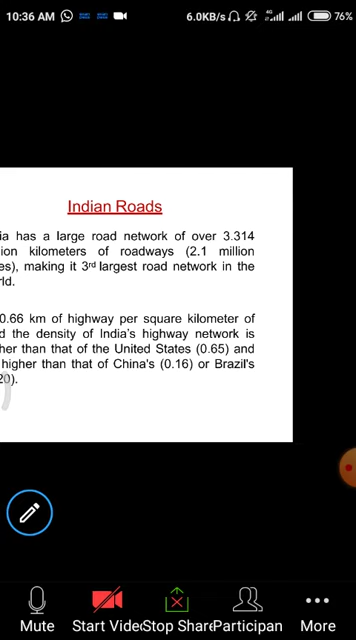 10:36 AM 6.0KB/s 4G 76%
Indian Roads
ia has a large road network of over 3.314
ion kilometers of roadways (2.1 million
es), making it 3rd largest road network in the
rld.
0.66 km of highway per square kilometer of
d the density of India's highway network is
her than that of the United States (0.65) and
higher than that of China's (0.16) or Brazil's
20).
Mute Start Video Stop Share Participan More